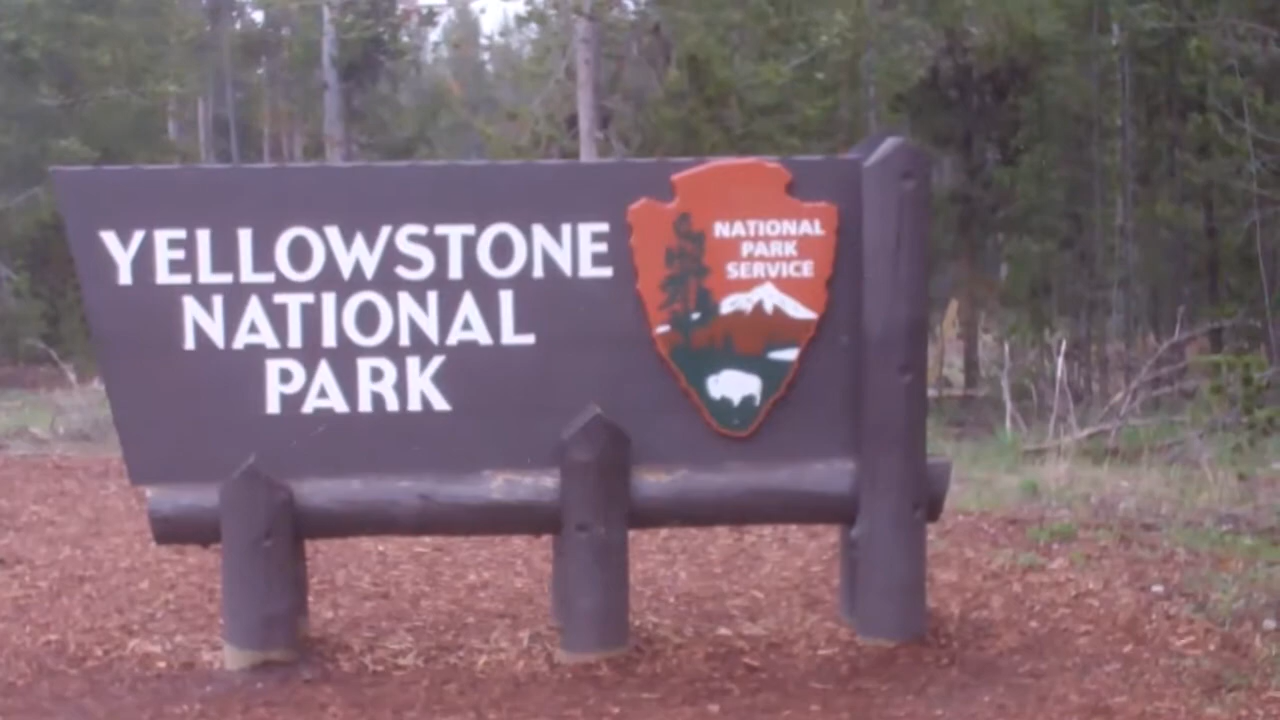 YELLOWSTONE
NATIONAL
PARK
NATIONAL
PARK
SERVICE